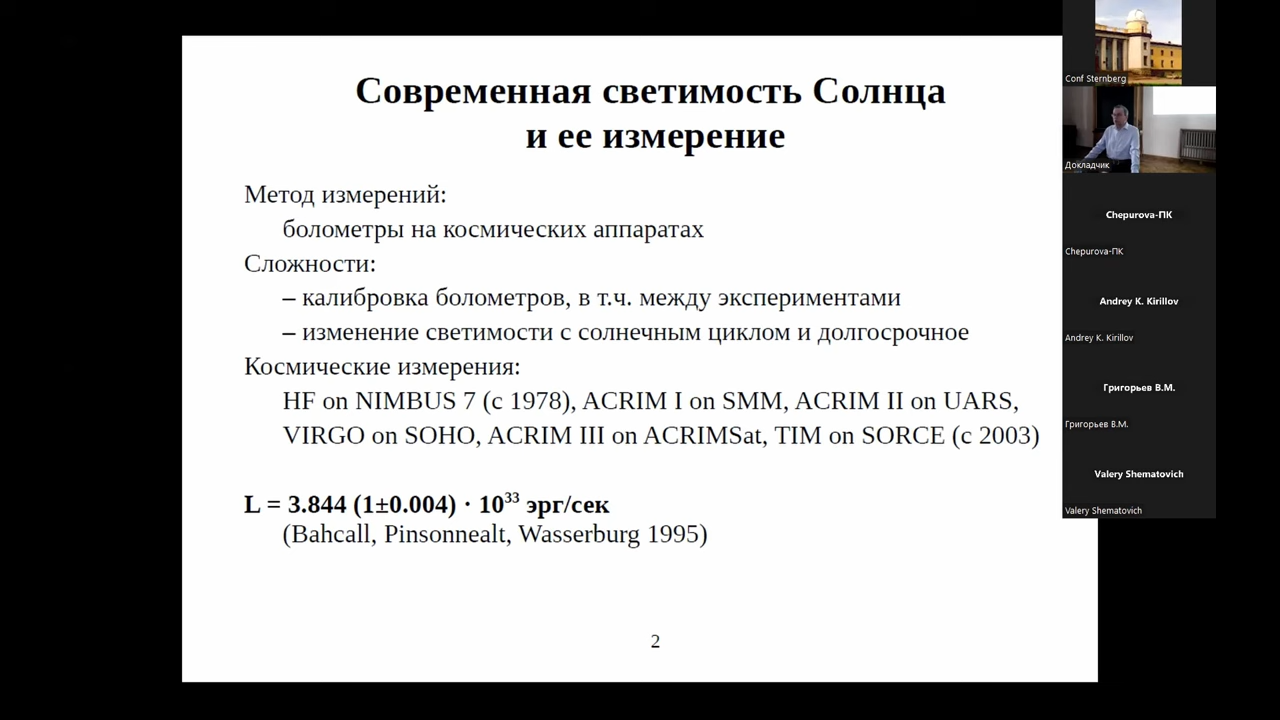 Современная светимость Солнца
и ее измерение
Метод измерений:
болометры на космических аппаратах
Сложности:
– калибровка болометров, в т.ч. между экспериментами
– изменение светимости с солнечным циклом и долгосрочное
Космические измерения:
HF on NIMBUS 7 (с 1978), ACRIM I on SMM, ACRIM II on UARS,
VIRGO on SOHO, ACRIM III on ACRIMSat, TIM on SORCE (с 2003)
L = 3.844 (1±0.004) · 10³³ эрг/сек
(Bahcall, Pinsonnealt, Wasserburg 1995)
2
Conf Sternberg
Докладчик
Chepurova-ПК
Chepurova-ПК
Andrey K. Kirillov
Andrey K. Kirillov
Григорьев В.М.
Григорьев В.М.
Valery Shematovich
Valery Shematovich